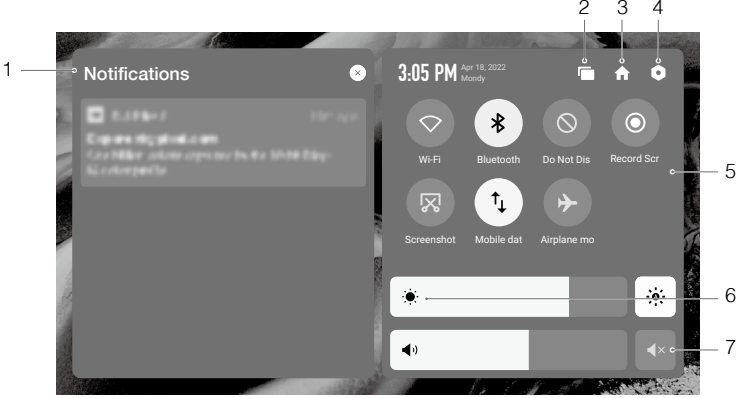 2 3 4
1
Notifications
3:05 PM
Apr 18, 2022
Mondy
Wi-Fi
Bluetooth
Do Not Dis
Record Scr
5
Screenshot
Mobile dat
Airplane mo
6
7